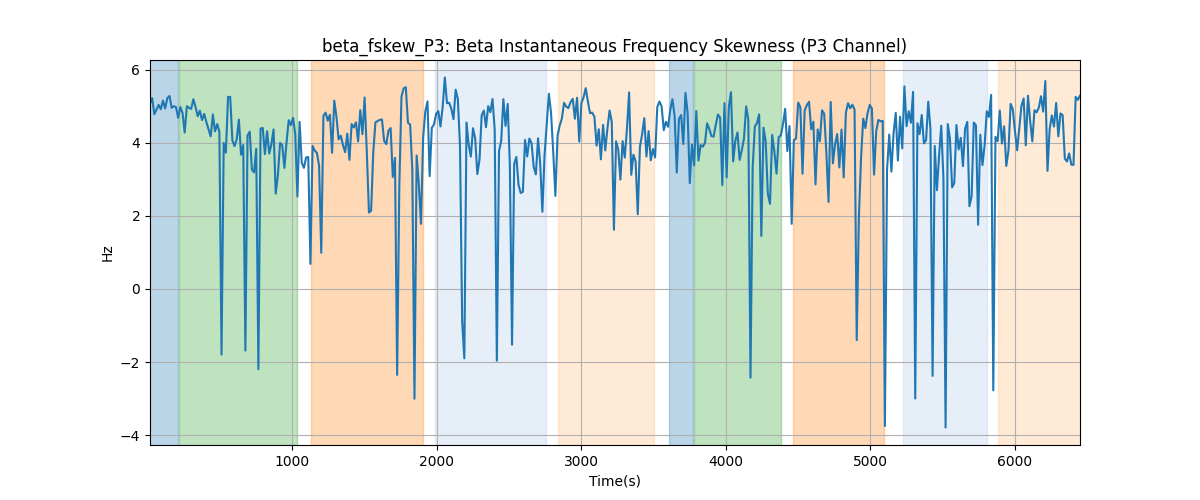 beta_fskew_P3: Beta Instantaneous Frequency Skewness (P3 Channel)
6
4
2
0
−2
−4
Hz
1000 2000 3000 4000 5000 6000
Time(s)